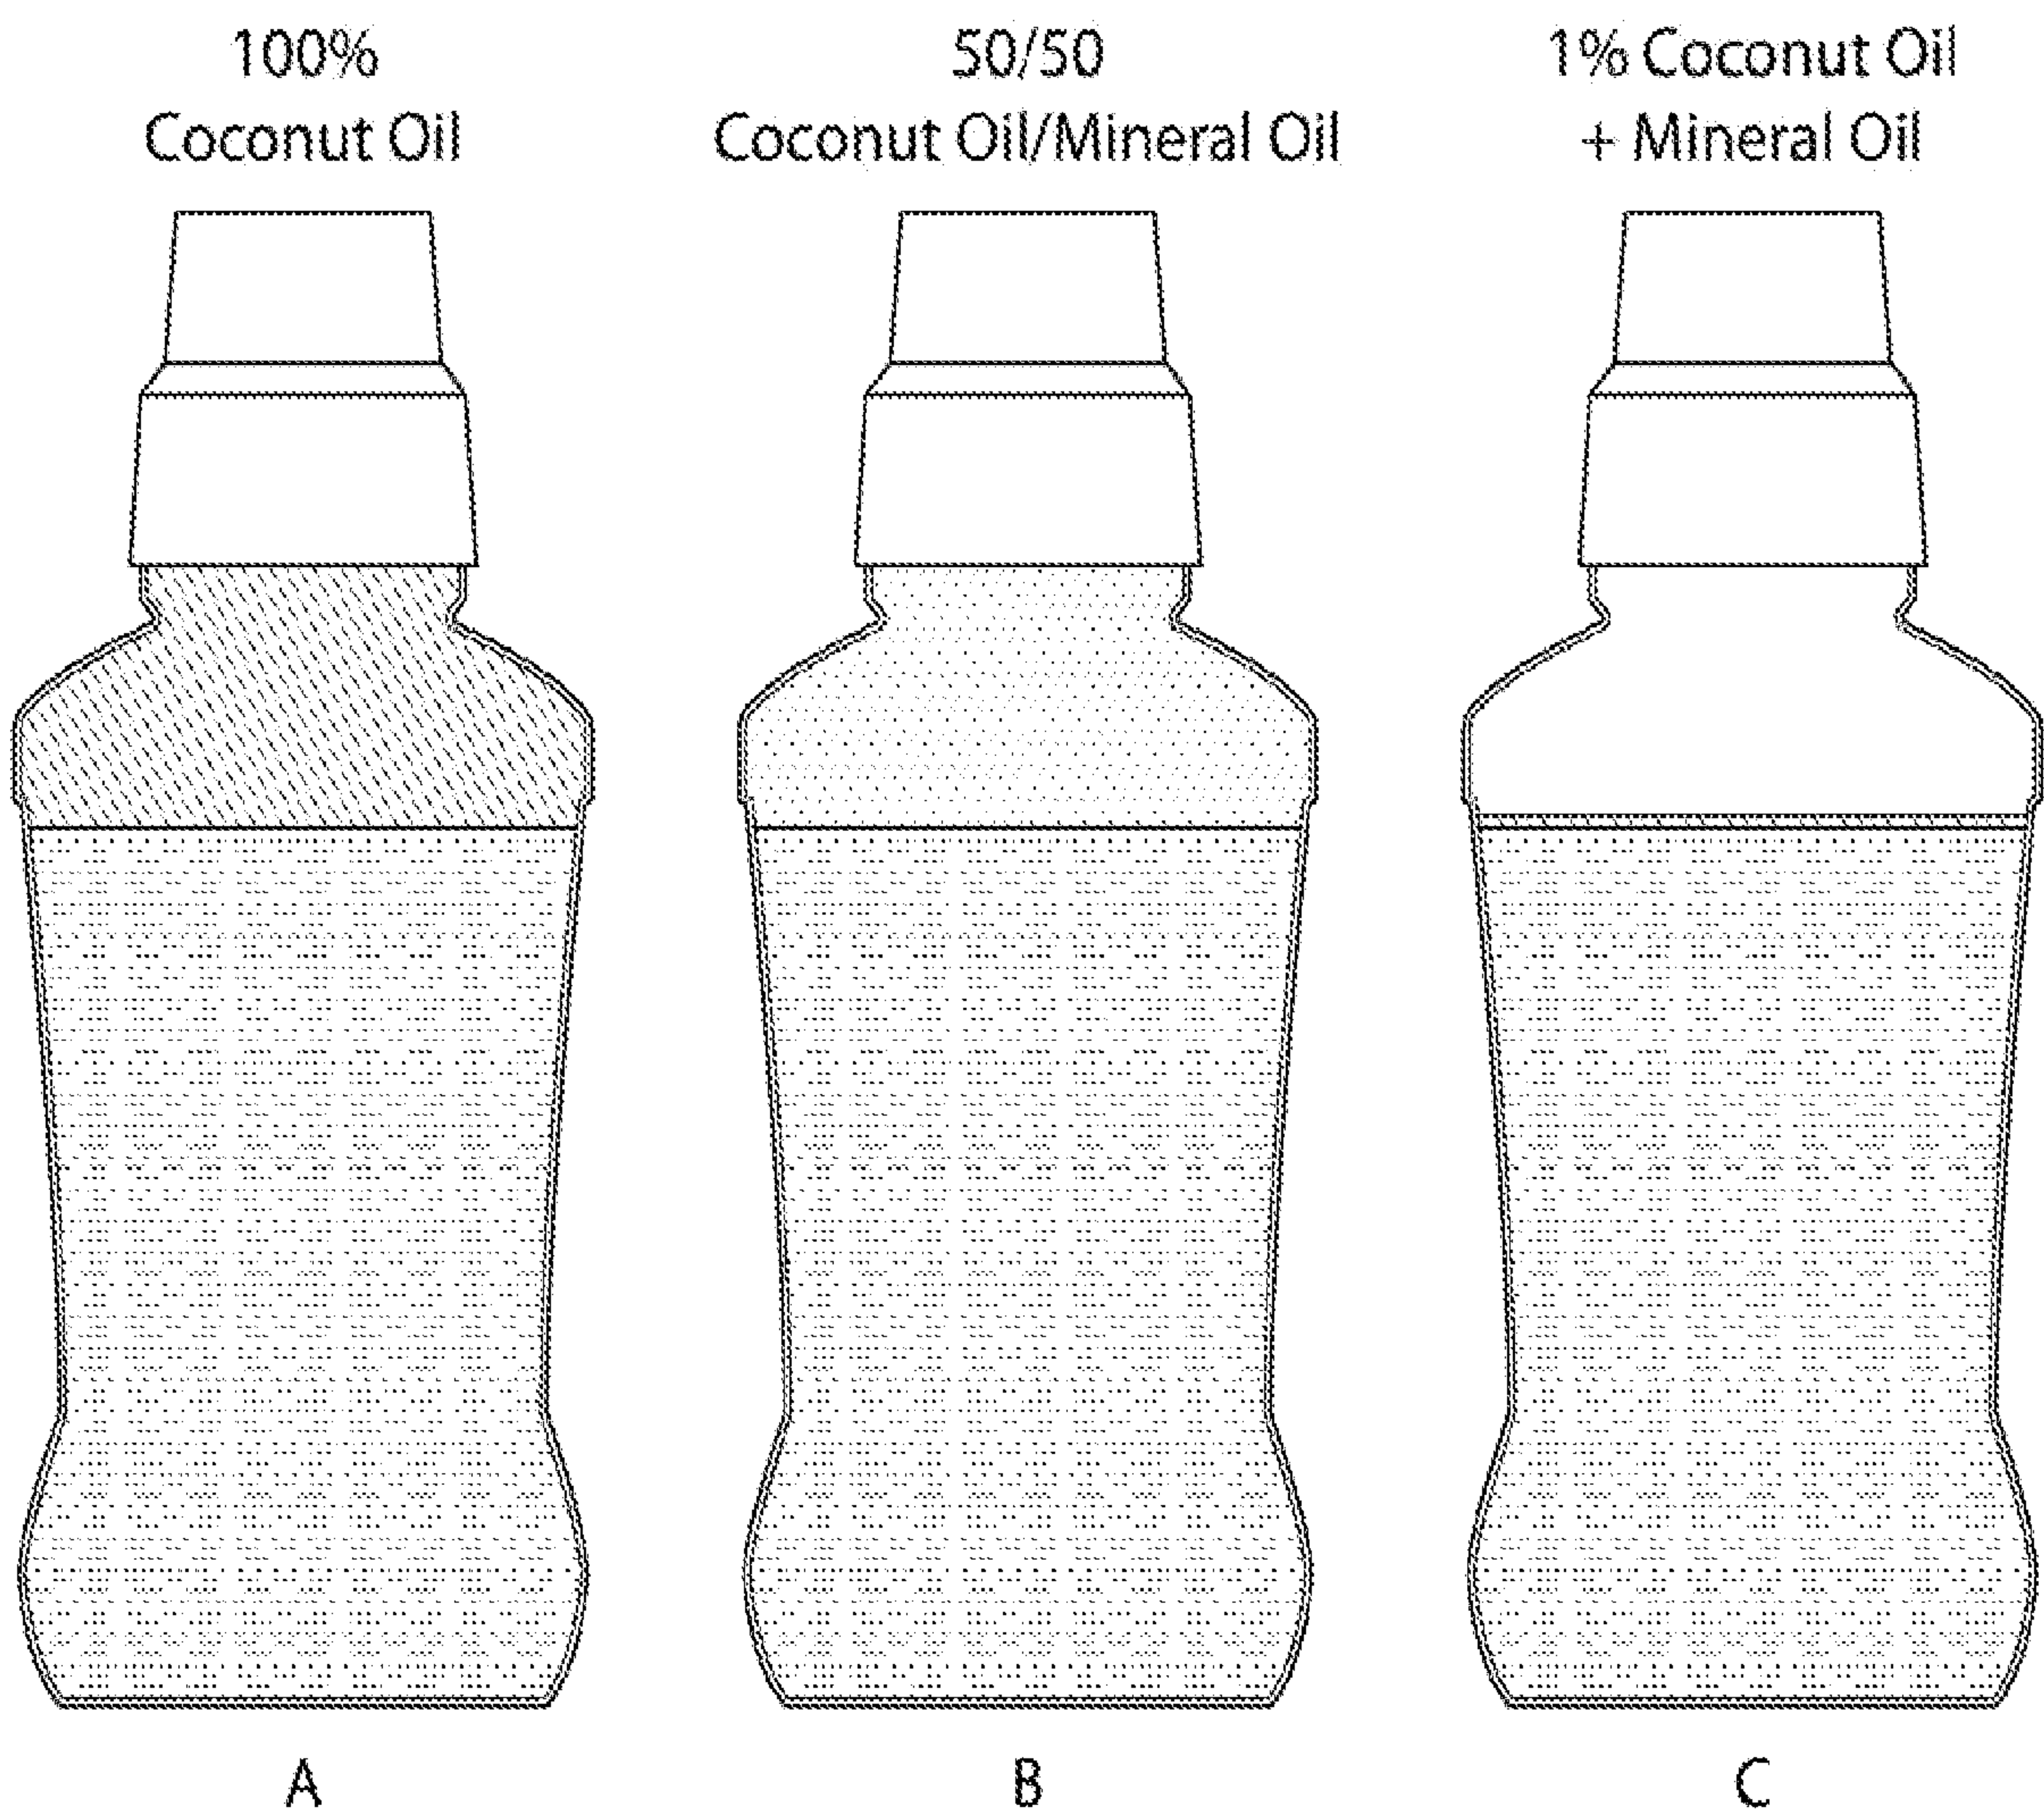 100%
Coconut Oil
50/50
Coconut Oil/Mineral Oil
1% Coconut Oil
+ Mineral Oil
A
B
C